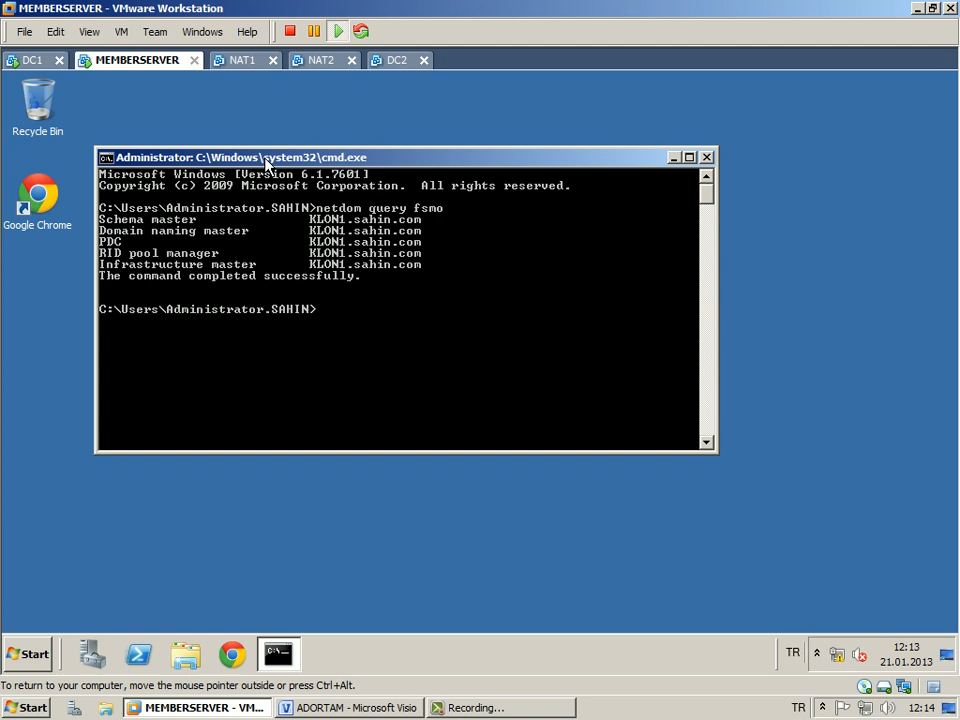 MEMBERSERVER - VMware Workstation
File Edit View VM Team Windows Help
DC1 MEMBERSERVER NAT1 NAT2 DC2
Recycle Bin
Google Chrome
Administrator: C:\Windows\system32\cmd.exe
Microsoft Windows [Version 6.1.7601]
Copyright (c) 2009 Microsoft Corporation.  All rights reserved.
C:\Users\Administrator.SAHIN>netdom query fsmo
Schema master KLON1.sahin.com
Domain naming master KLON1.sahin.com
PDC KLON1.sahin.com
RID pool manager KLON1.sahin.com
Infrastructure master KLON1.sahin.com
The command completed successfully.
C:\Users\Administrator.SAHIN>
Start TR 12:13
21.01.2013
To return to your computer, move the mouse pointer outside or press Ctrl+Alt.
Start MEMBERSERVER - VM... ADORTAM - Microsoft Visio Recording... TR 12:14